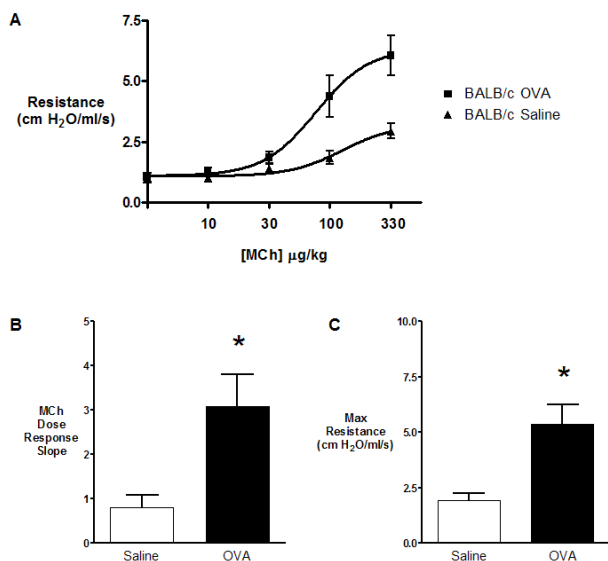 A
7.5
5.0
2.5
0.0
Resistance
(cm H2O/ml/s)
BALB/c OVA
BALB/c Saline
10 30 100 330
[MCh] μg/kg
B
5
4
3
2
1
0
MCh
Dose
Response
Slope
*
Saline OVA
C
10.0
7.5
5.0
2.5
0.0
Max
Resistance
(cm H2O/ml/s)
*
Saline OVA